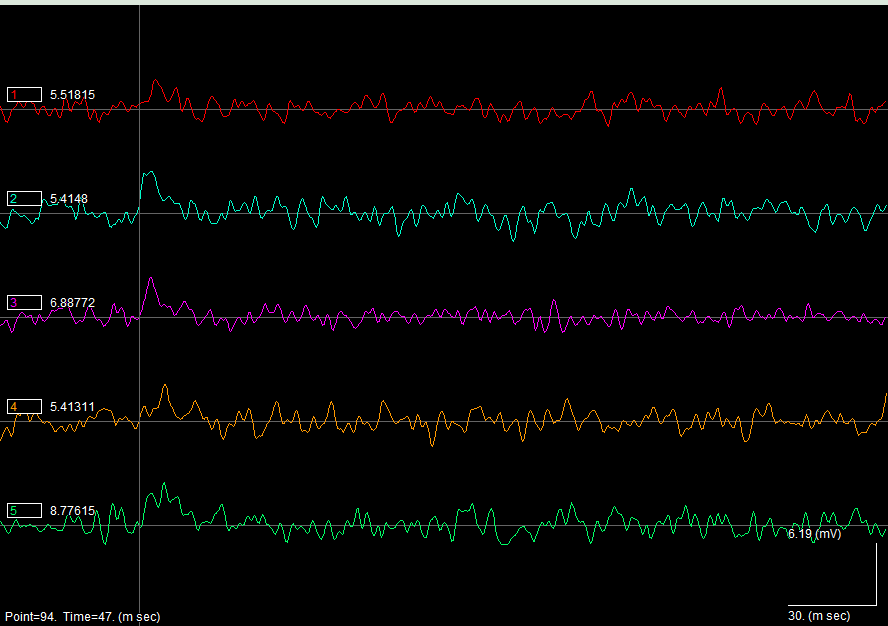 1 5.51815
2 5.4148
3 6.88772
4 5.41311
5 8.77615
6.19 (mV)
30. (m sec)
Point=94. Time=47. (m sec)